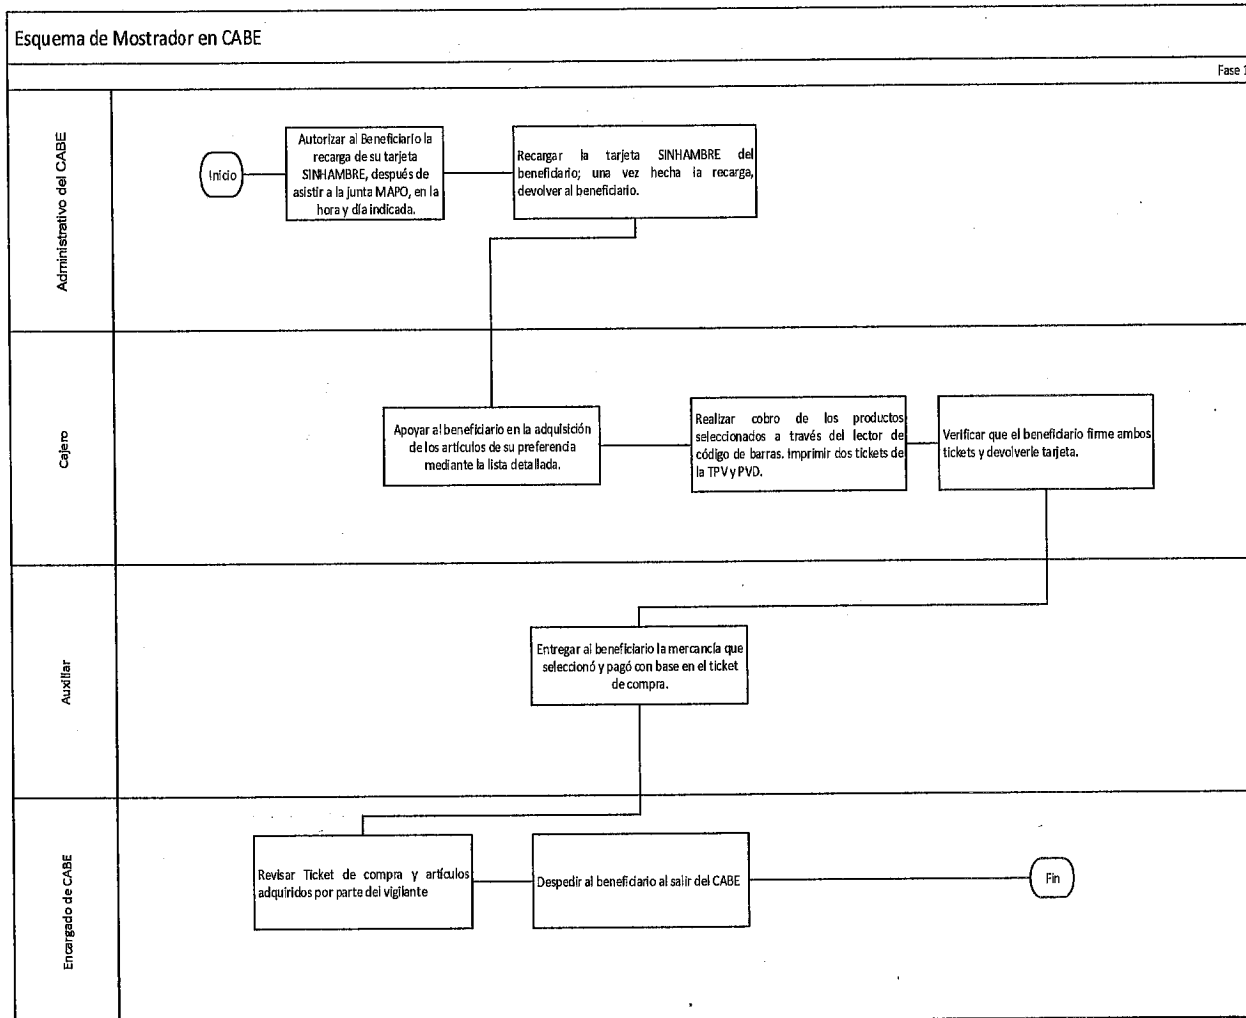 Esquema de Mostrador en CABE
Fase 1
Administrativo del CABE
Inicio
Autorizar al Beneficiario la
recarga de su tarjeta
SINHAMBRE, después de
asistir a la junta MAPO, en la
hora y día indicada.
Recargar la tarjeta SINHAMBRE del
beneficiario; una vez hecha la recarga,
devolver al beneficiario.
Cajero
Apoyar al beneficiario en la adquisición
de los artículos de su preferencia
mediante la lista detallada.
Realizar cobro de los productos
seleccionados a través del lector de
código de barras. Imprimir dos tickets de
la TPV y PVD.
Verificar que el beneficiario firme ambos
tickets y devolverle tarjeta.
Auxiliar
Entregar al beneficiario la mercancía que
seleccionó y pagó con base en el ticket
de compra.
Encargado de CABE
Revisar Ticket de compra y artículos
adquiridos por parte del vigilante
Despedir al beneficiario al salir del CABE
Fin